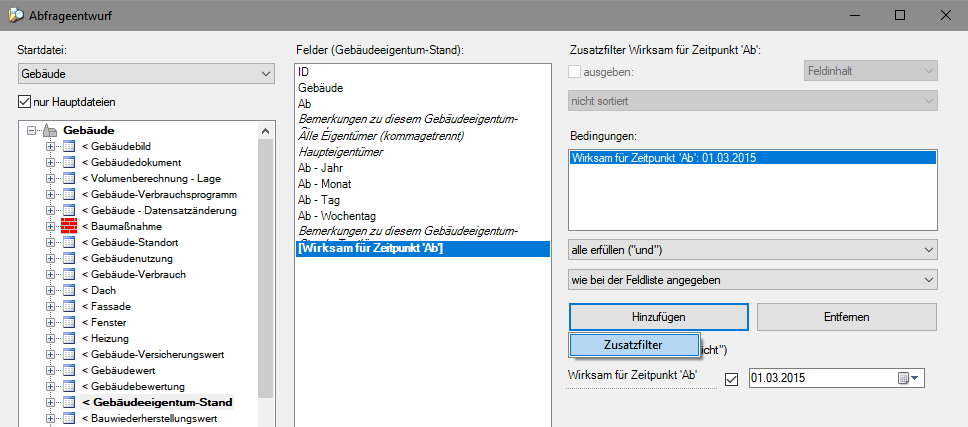 Abfrageentwurf
Startdatei:
Gebäude
nur Hauptdateien
Gebäude
< Gebäudebild
< Gebäudedokument
< Volumenberechnung - Lage
< Gebäude-Verbrauchsprogramm
< Gebäude - Datensatzänderung
< Baumaßnahme
< Gebäude-Standort
< Gebäudenutzung
< Gebäude-Verbrauch
< Dach
< Fassade
< Fenster
< Heizung
< Gebäude-Versicherungswert
< Gebäudewert
< Gebäudebewertung
< Gebäudeeigentum-Stand
< Bauwiederherstellungswert
Felder (Gebäudeeigentum-Stand):
ID
Gebäude
Ab
Bemerkungen zu diesem Gebäudeeigentum-
Alle Eigentümer (kommagetrennt)
Haupteigentümer
Ab - Jahr
Ab - Monat
Ab - Tag
Ab - Wochentag
Bemerkungen zu diesem Gebäudeeigentum-
[Wirksam für Zeitpunkt 'Ab']
Zusatzfilter Wirksam für Zeitpunkt 'Ab':
ausgeben:
Feldinhalt
nicht sortiert
Bedingungen:
Wirksam für Zeitpunkt 'Ab': 01.03.2015
alle erfüllen ("und")
wie bei der Feldliste angegeben
Hinzufügen
Entfernen
Zusatzfilter
icht")
Wirksam für Zeitpunkt 'Ab'
01.03.2015